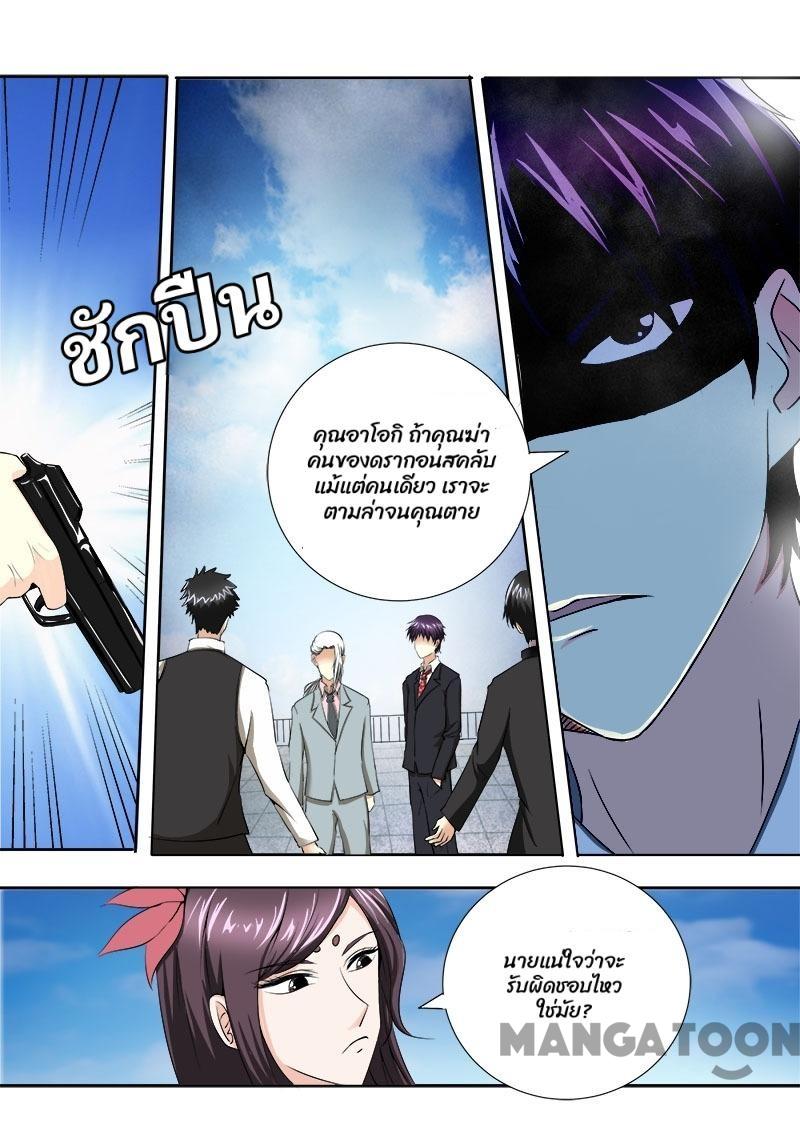 ชักปืน
คุณอาโอกิ ถ้าคุณฆ่า
คนของดรากอนสคลับ
แม้แต่คนเดียว เราจะ
ตามล่าจนคุณตาย
นายแน่ใจว่าจะ
รับผิดชอบไหว
ใช่มัย?
MANGATOON